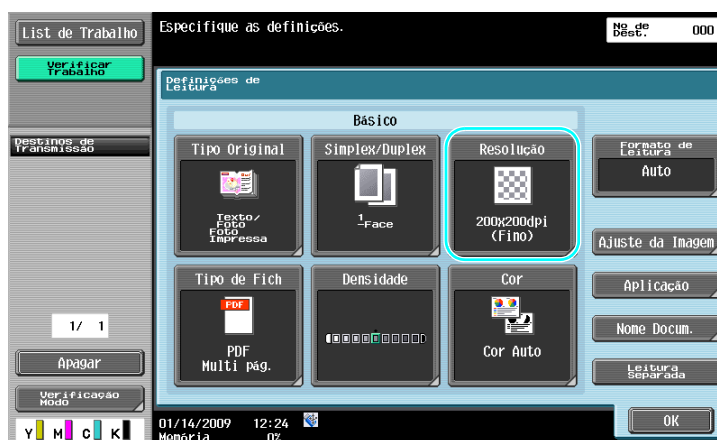 List de Trabalho
Especifique as definições.
Nº de
Dest.
000
Verificar
Trabalho
Definições de
Leitura
Básico
Destinos de
Transmissão
Tipo Original
Simplex/Duplex
Resolução
Formato de
Leitura
Auto
Texto/
Foto
Foto
Impressa
1
-Face
200x200dpi
(Fino)
Ajuste da Imagem
Tipo de Fich
Densidade
Cor
Aplicação
PDF
1/ 1
Nome Docum.
PDF
Multi pág.
Cor Auto
Apagar
Leitura
Separada
Verificação
Modo
OK
Y M C K
01/14/2009 12:24
Memória 0%